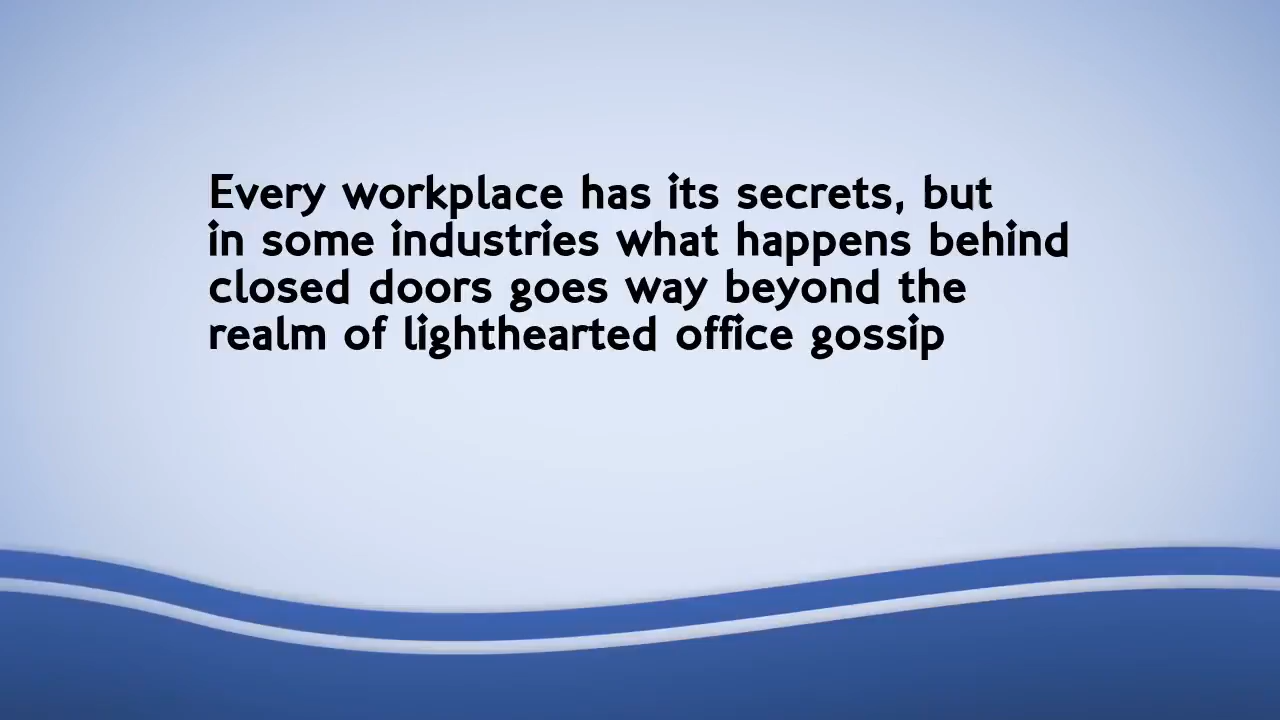 Every workplace has its secrets, but
in some industries what happens behind
closed doors goes way beyond the
realm of lighthearted office gossip